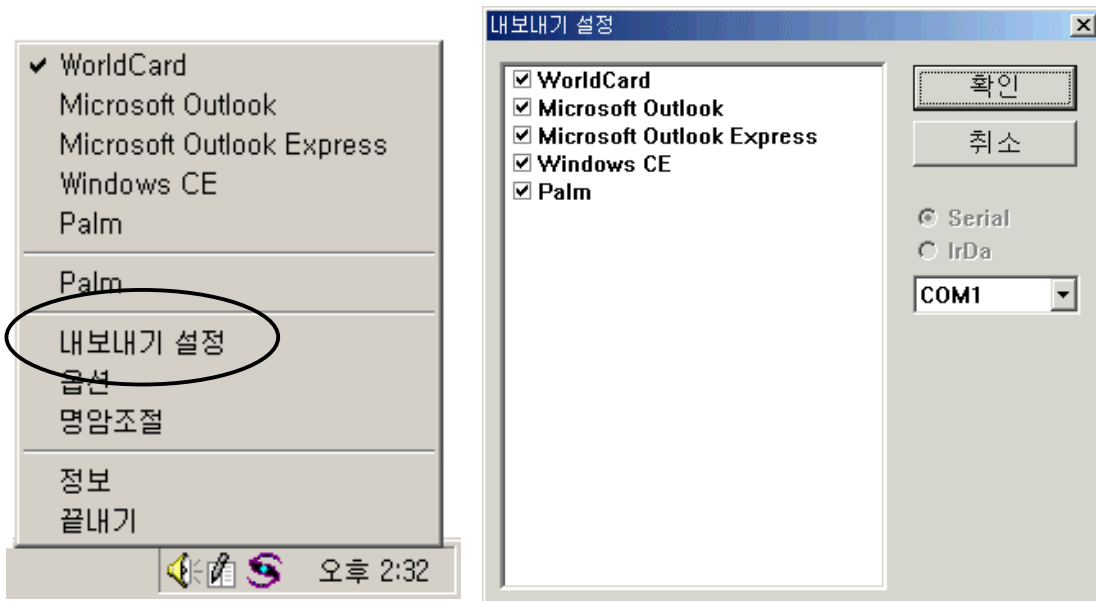 WorldCard
Microsoft Outlook
Microsoft Outlook Express
Windows CE
Palm
Palm
내보내기 설정
옵션
명암조절
정보
끝내기
오후 2:32
내보내기 설정
WorldCard
Microsoft Outlook
Microsoft Outlook Express
Windows CE
Palm
확인
취소
Serial
IrDa
COM1